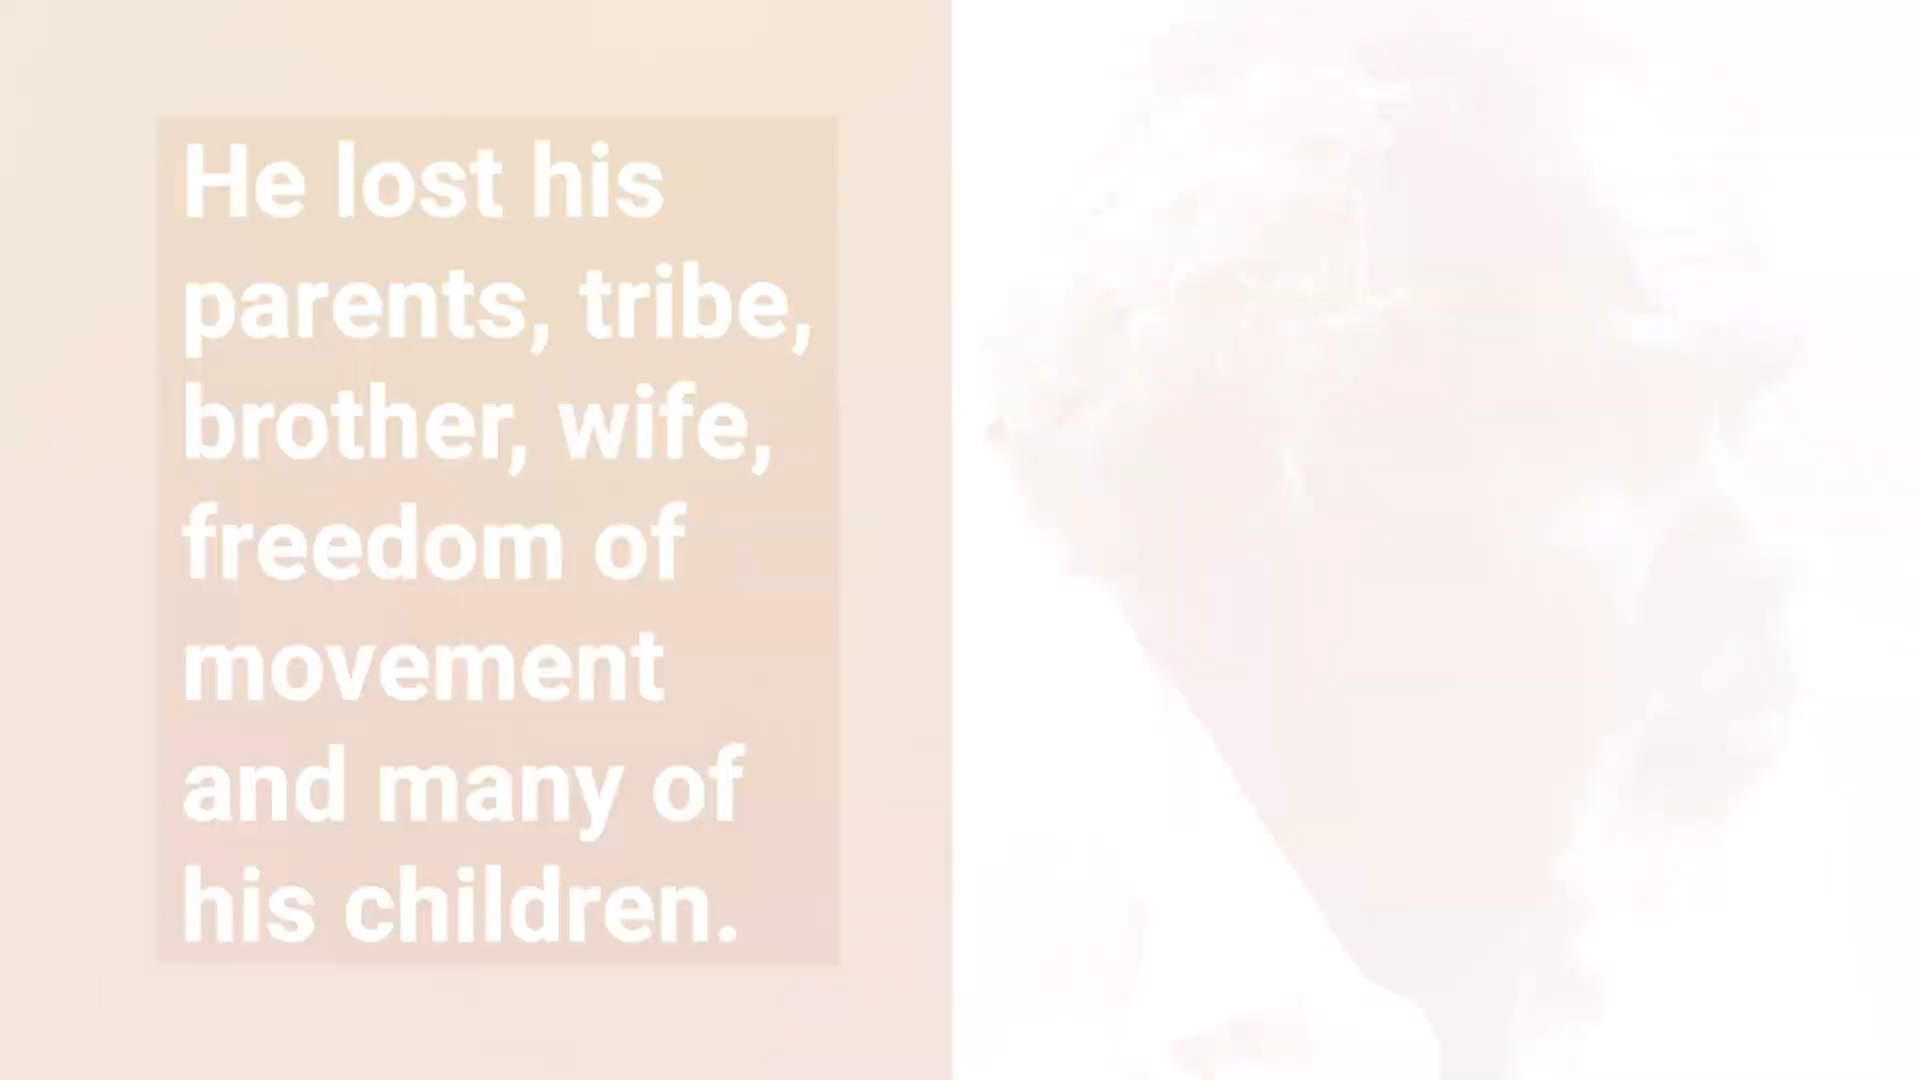 He lost his
parents, tribe,
brother, wife,
freedom of
movement
and many of
his children.